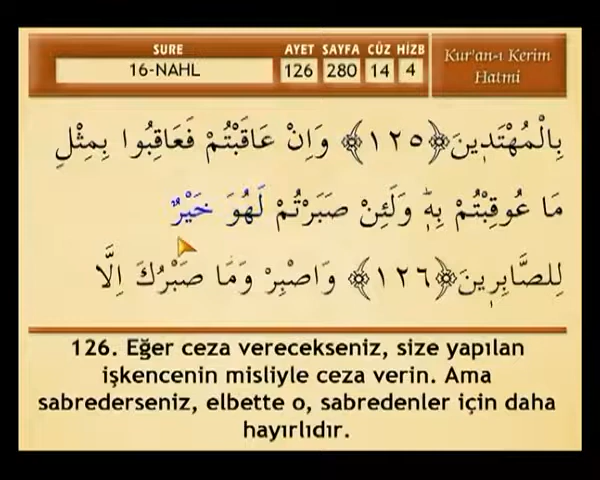 SURE AYET SAYFA CÜZ HİZB
16-NAHL 126 280 14 4
Kur'an-ı Kerim
Hatmi
بِالْمُهْتَدٖينَ ﴿١٢٥﴾ وَاِنْ عَاقَبْتُمْ فَعَاقِبُوا بِمِثْلِ
مَا عُوقِبْتُمْ بِهٖؕ وَلَئِنْ صَبَرْتُمْ لَهُوَ خَيْرٌ
لِلصَّابِرٖينَ ﴿١٢٦﴾ وَاصْبِرْ وَمَا صَبْرُكَ اِلَّا
126. Eğer ceza verecekseniz, size yapılan
işkencenin misliyle ceza verin. Ama
sabrederseniz, elbette o, sabredenler için daha
hayırlıdır.